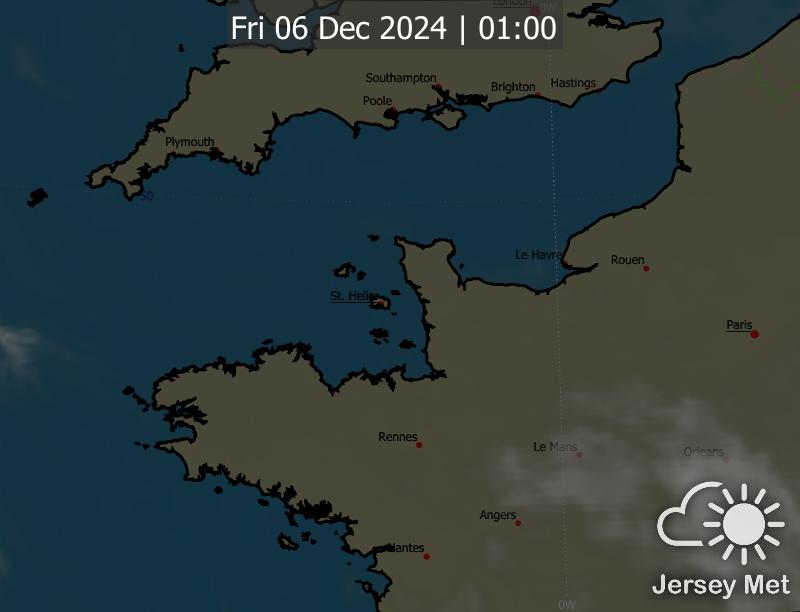 London
0W
Fri 06 Dec 2024 | 01:00
Southampton
Brighton
Hastings
Poole
Plymouth
50
Le Havre
Rouen
St. Helier
Paris
Rennes
Le Mans
Orleans
Angers
Nantes
Jersey Met
0W